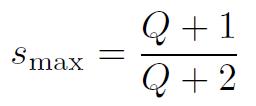 s_max = (Q + 1) / (Q + 2)